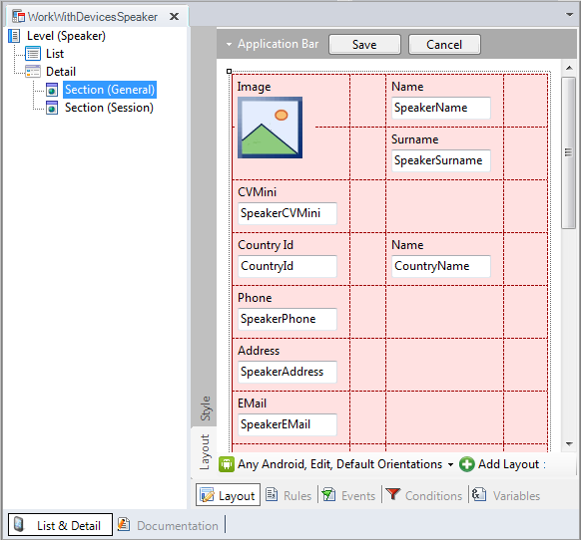 WorkWithDevicesSpeaker
Level (Speaker)
List
Detail
Section (General)
Section (Session)
Application Bar Save Cancel
Image Name
SpeakerName
Surname
SpeakerSurname
CVMini
SpeakerCVMini
Country Id Name
CountryId CountryName
Phone
SpeakerPhone
Address
SpeakerAddress
EMail
SpeakerEMail
Style
Layout
Any Android, Edit, Default Orientations Add Layout :
Layout Rules Events Conditions Variables
List & Detail Documentation